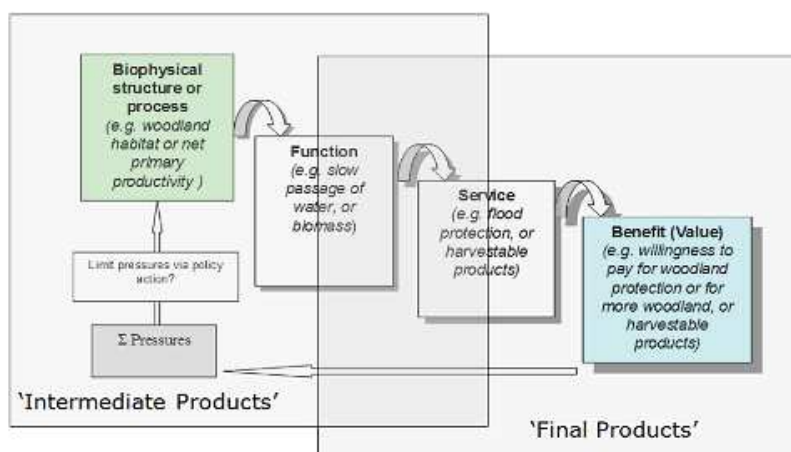 Biophysical
structure or
process
(e.g. woodland
habitat or net
primary
productivity )
Function
(e.g. slow
passage of
water, or
biomass)
Service
(e.g. flood
protection, or
harvestable
products)
Benefit (Value)
(e.g. willingness to
pay for woodland
protection or for
more woodland, or
harvestable
products)
Limit pressures via policy
action?
Σ Pressures
‘Intermediate Products’
‘Final Products’